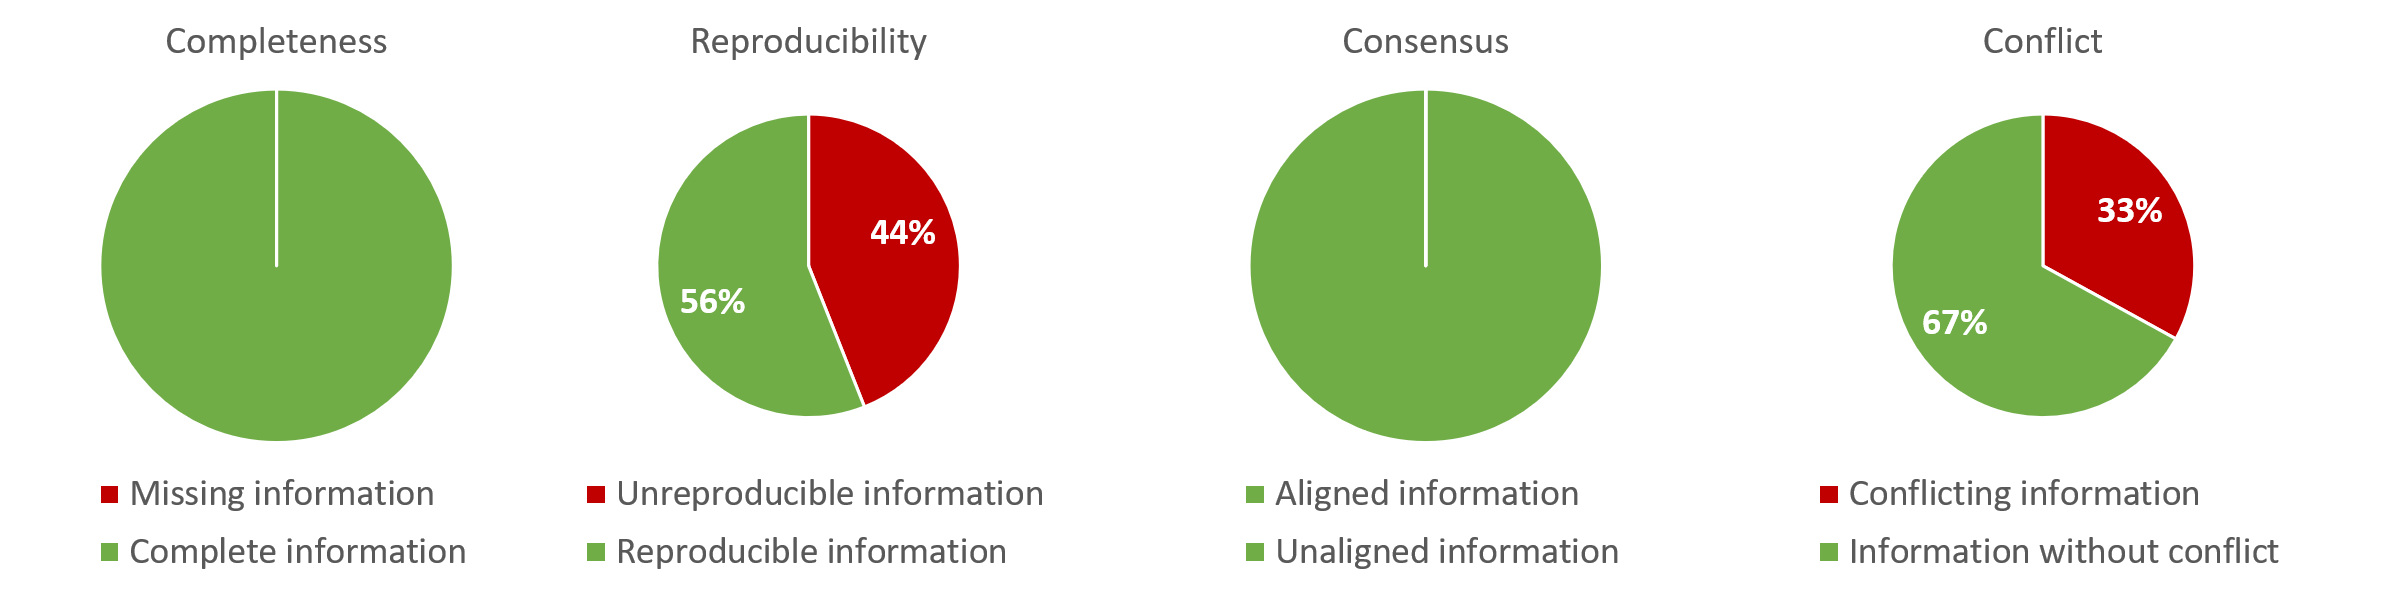 Completeness
Missing information
Complete information
Reproducibility
44%
56%
Unreproducible information
Reproducible information
Consensus
Aligned information
Unaligned information
Conflict
33%
67%
Conflicting information
Information without conflict